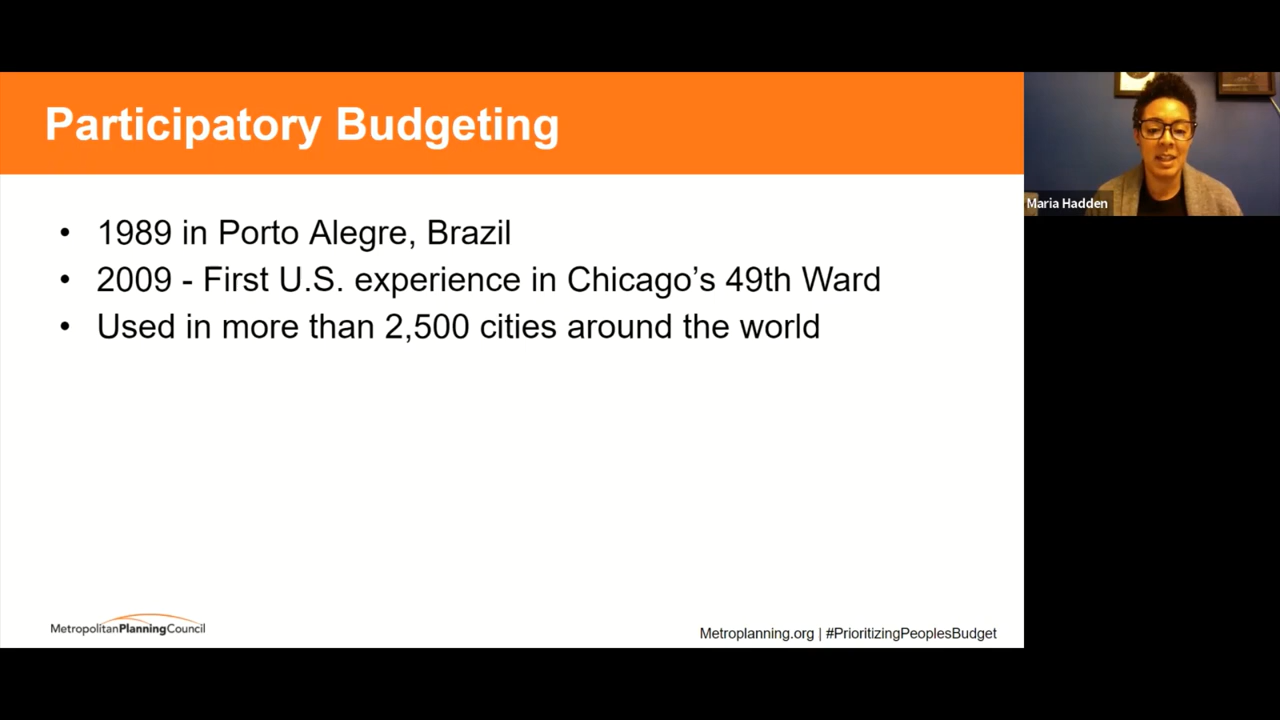 Participatory Budgeting
• 1989 in Porto Alegre, Brazil
• 2009 - First U.S. experience in Chicago’s 49th Ward
• Used in more than 2,500 cities around the world
MetropolitanPlanningCouncil
Metroplanning.org | #PrioritizingPeoplesBudget
Maria Hadden